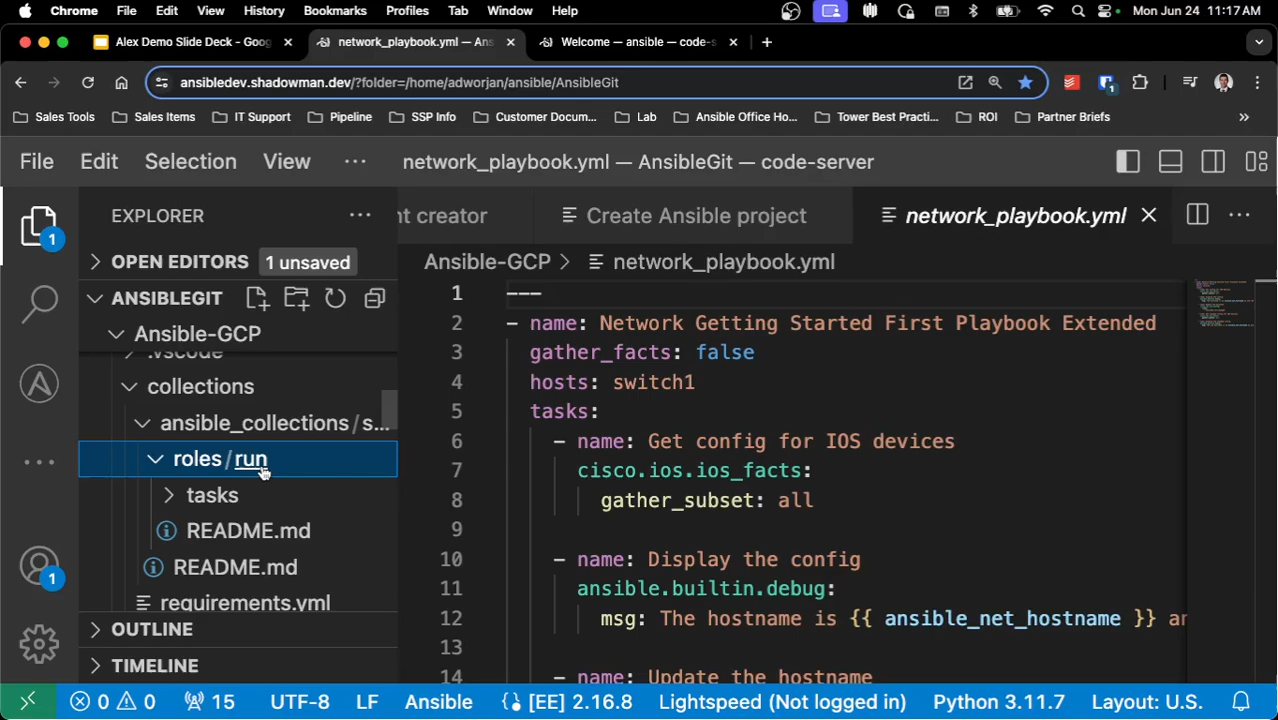 Chrome File Edit View History Bookmarks Profiles Tab Window Help Mon Jun 24 11:17 AM
Alex Demo Slide Deck - Goog network_playbook.yml — Ans Welcome — ansible — code-s
ansibledev.shadowman.dev/?folder=/home/adworjan/ansible/AnsibleGit
Sales Tools Sales Items IT Support Pipeline SSP Info Customer Docum... Lab Ansible Office Ho... Tower Best Practi... ROI Partner Briefs »
File Edit Selection View ··· network_playbook.yml — AnsibleGit — code-server
EXPLORER ···
nt creator Create Ansible project network_playbook.yml
OPEN EDITORS 1 unsaved
Ansible-GCP > network_playbook.yml
ANSIBLEGIT
Ansible-GCP
.vscode
collections
ansible_collections / s...
roles / run
tasks
README.md
README.md
requirements.yml
OUTLINE
TIMELINE
1
1
1 ---
2 - name: Network Getting Started First Playbook Extended
3 gather_facts: false
4 hosts: switch1
5 tasks:
6 - name: Get config for IOS devices
7 cisco.ios.ios_facts:
8 gather_subset: all
9
10 - name: Display the config
11 ansible.builtin.debug:
12 msg: The hostname is {{ ansible_net_hostname }} an
13
14 - name: Update the hostname
0 0 15 UTF-8 LF Ansible [EE] 2.16.8 Lightspeed (Not logged in) Python 3.11.7 Layout: U.S.